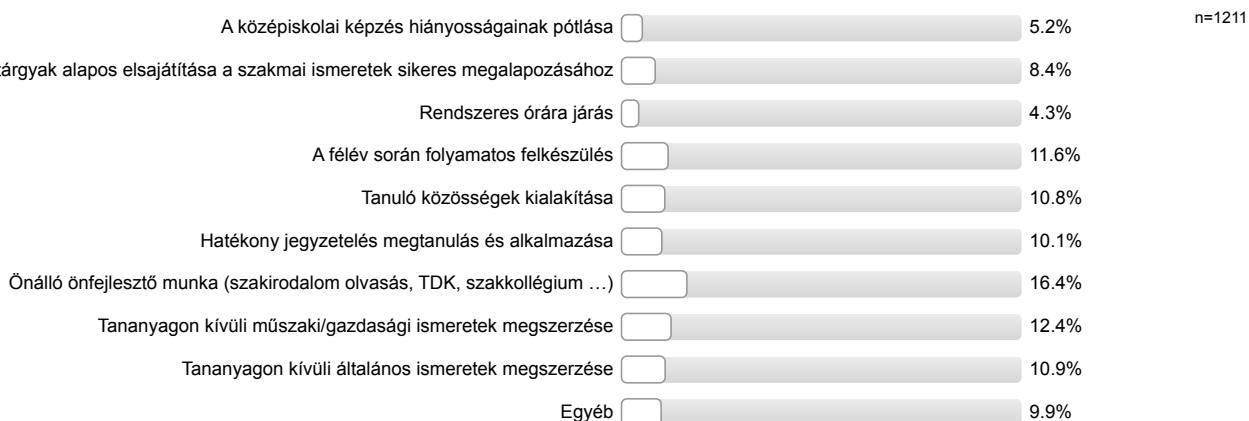 A középiskolai képzés hiányosságainak pótlása 5.2% n=1211
alapos elsajátítása a szakmai ismeretek sikeres megalapozásához 8.4%
Rendszeres órára járás 4.3%
A félév során folyamatos felkészülés 11.6%
Tanuló közösségek kialakítása 10.8%
Hatékony jegyzetelés megtanulás és alkalmazása 10.1%
Önálló önfejlesztő munka (szakirodalom olvasás, TDK, szakkollégium …) 16.4%
Tananyagon kívüli műszaki/gazdasági ismeretek megszerzése 12.4%
Tananyagon kívüli általános ismeretek megszerzése 10.9%
Egyéb 9.9%